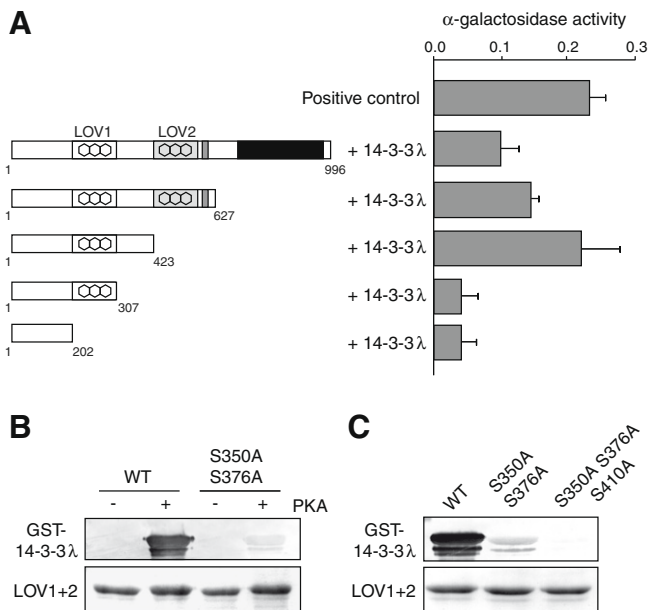 A
α-galactosidase activity
0.0 0.1 0.2 0.3
Positive control
LOV1 LOV2
+ 14-3-3λ
1 996
+ 14-3-3λ
1 627
+ 14-3-3λ
1 423
+ 14-3-3λ
1 307
+ 14-3-3λ
1 202
B
WT
S350A
S376A
- + - + PKA
GST-
14-3-3λ
LOV1+2
C
WT
S350A
S376A
S350A S376A
S410A
GST-
14-3-3λ
LOV1+2